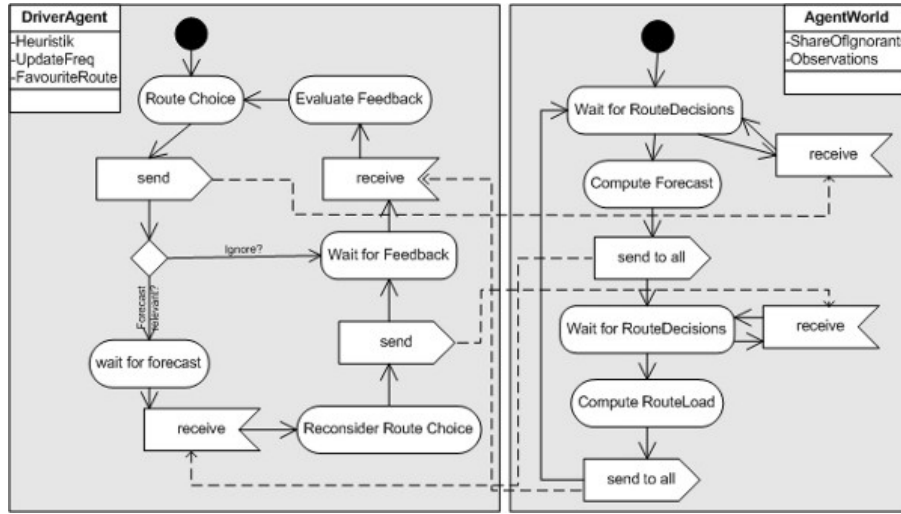 DriverAgent
-Heuristik
-UpdateFreq
-FavouriteRoute
Route Choice
Evaluate Feedback
send
receive
Ignore?
Wait for Feedback
Forecast
relevant?
send
wait for forecast
receive
Reconsider Route Choice
AgentWorld
-ShareOfIgnorants
-Observations
Wait for RouteDecisions
receive
Compute Forecast
send to all
Wait for RouteDecisions
receive
Compute RouteLoad
send to all